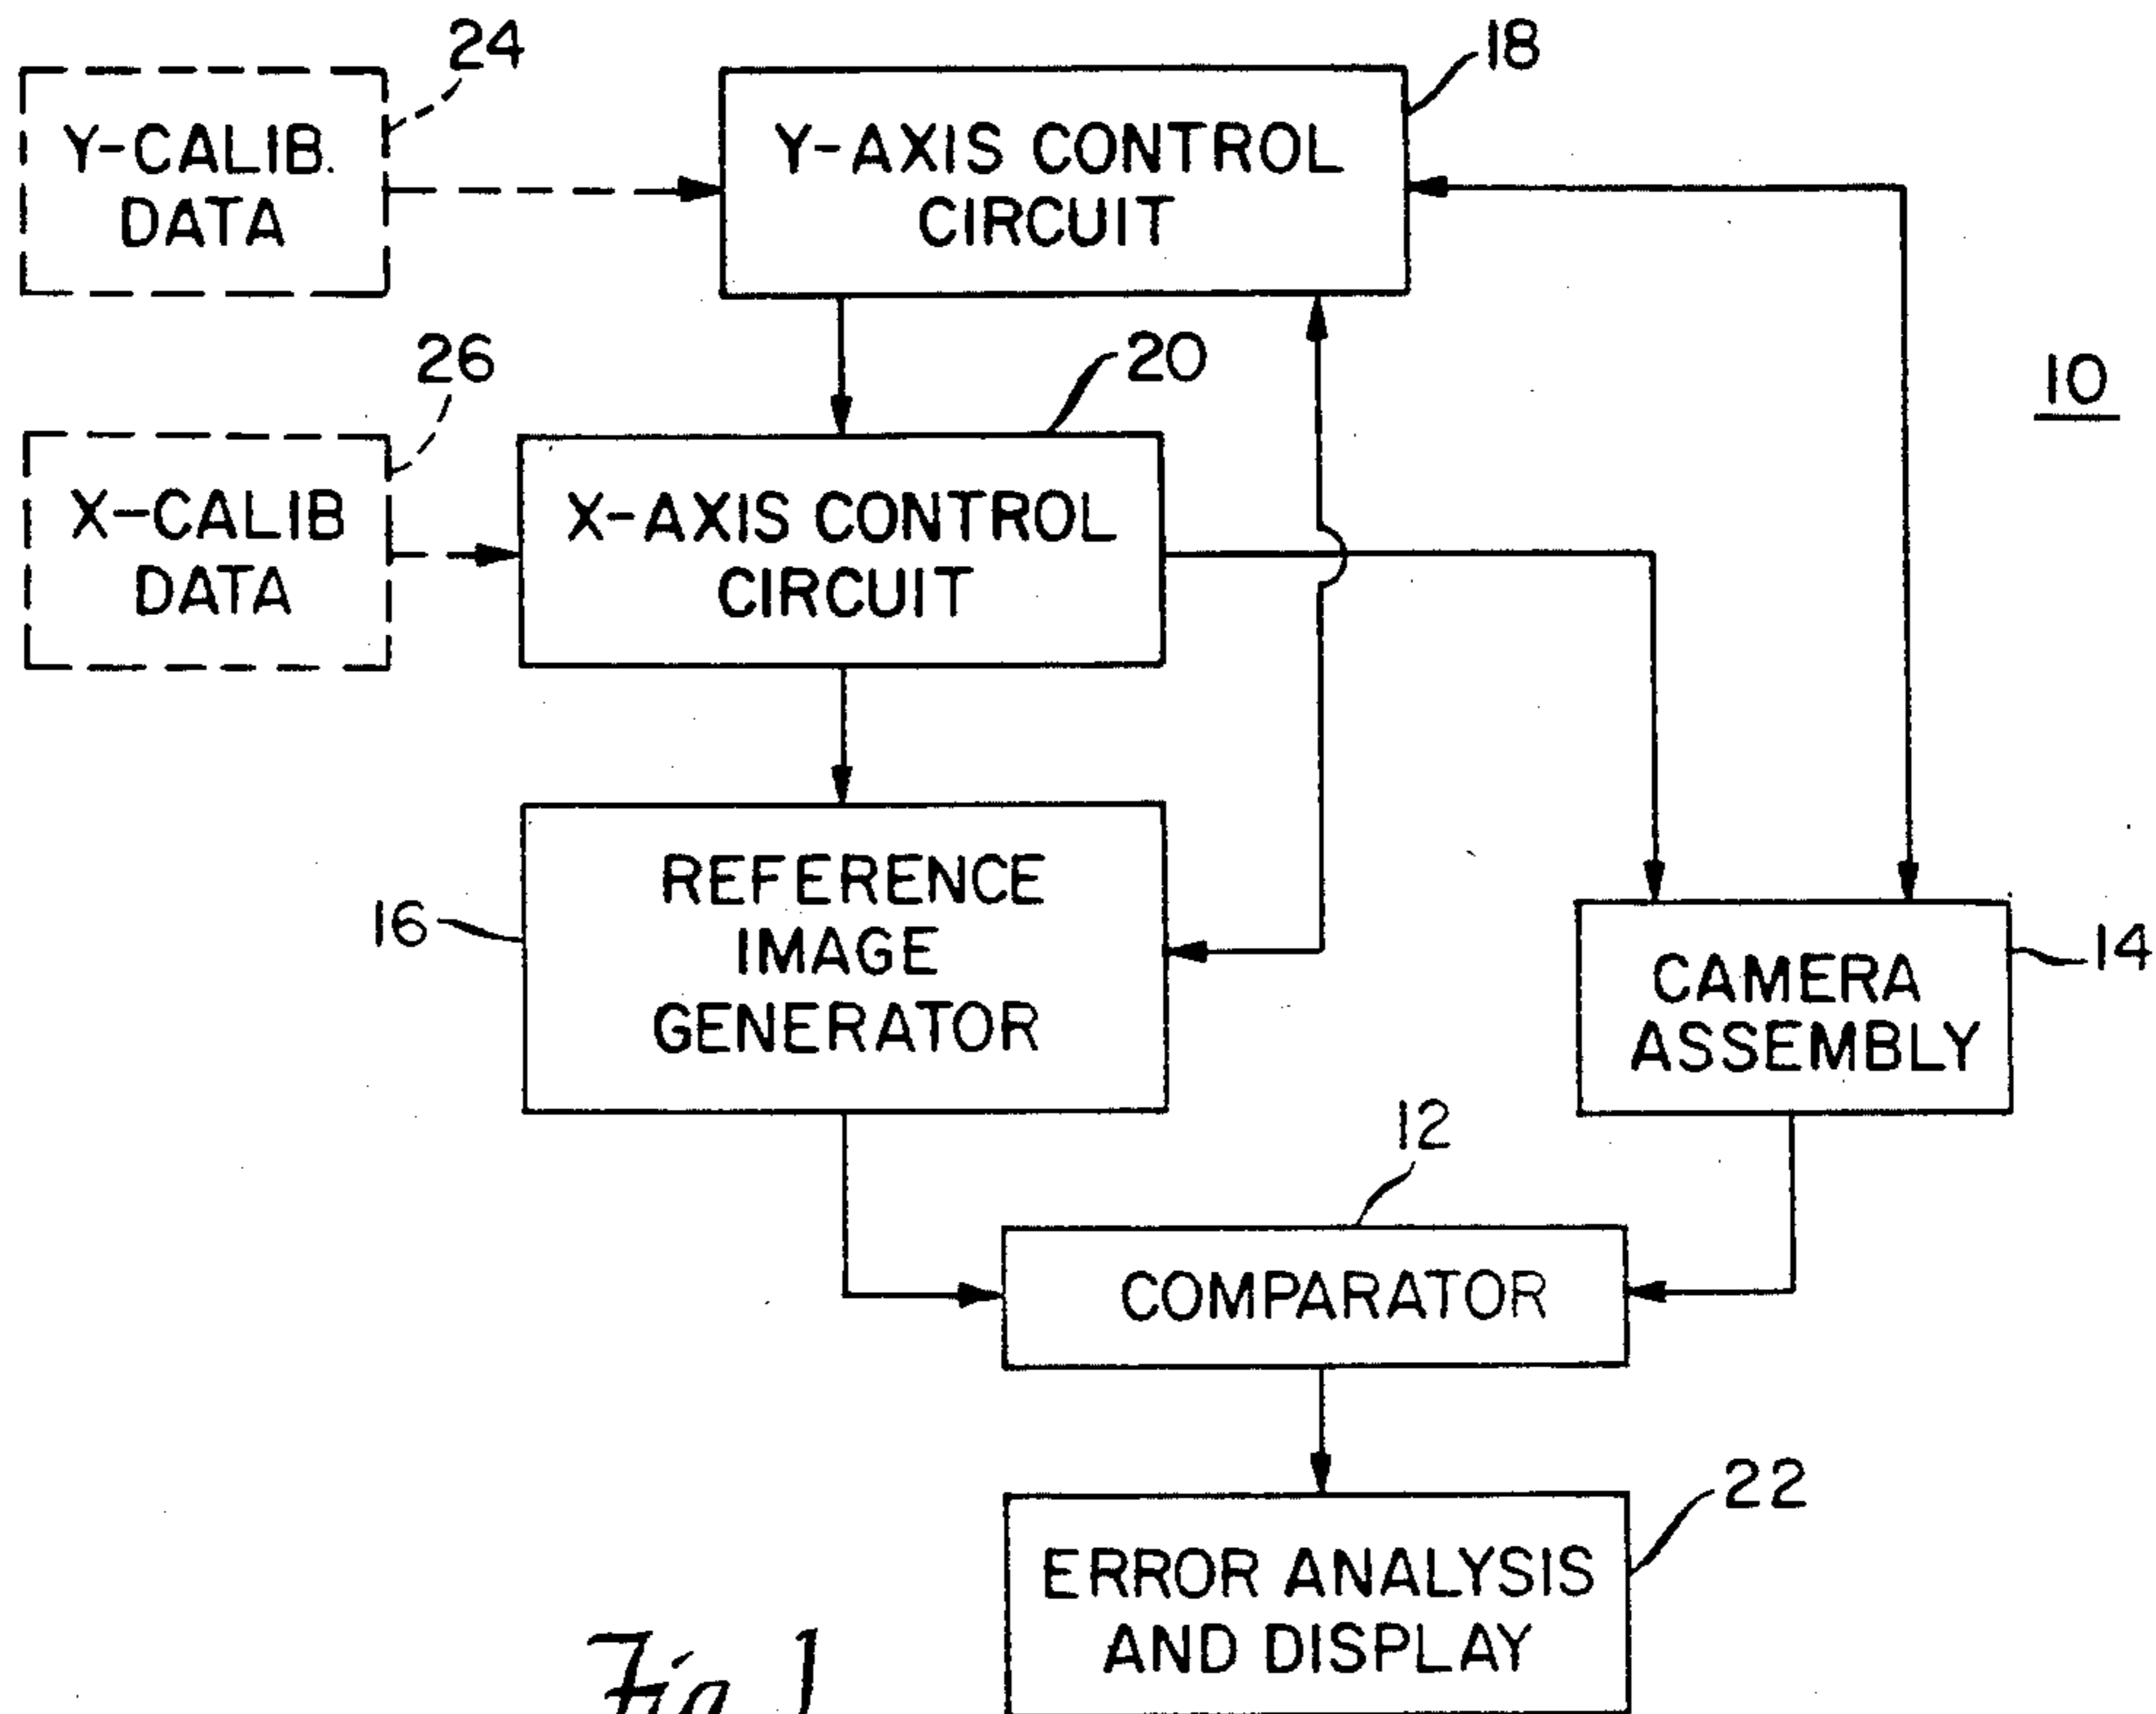 24
18
Y-CALIB.
DATA
Y-AXIS CONTROL
CIRCUIT
26
20
10
X-CALIB
DATA
X-AXIS CONTROL
CIRCUIT
16
REFERENCE
IMAGE
GENERATOR
14
CAMERA
ASSEMBLY
12
COMPARATOR
22
ERROR ANALYSIS
AND DISPLAY
Fig 1